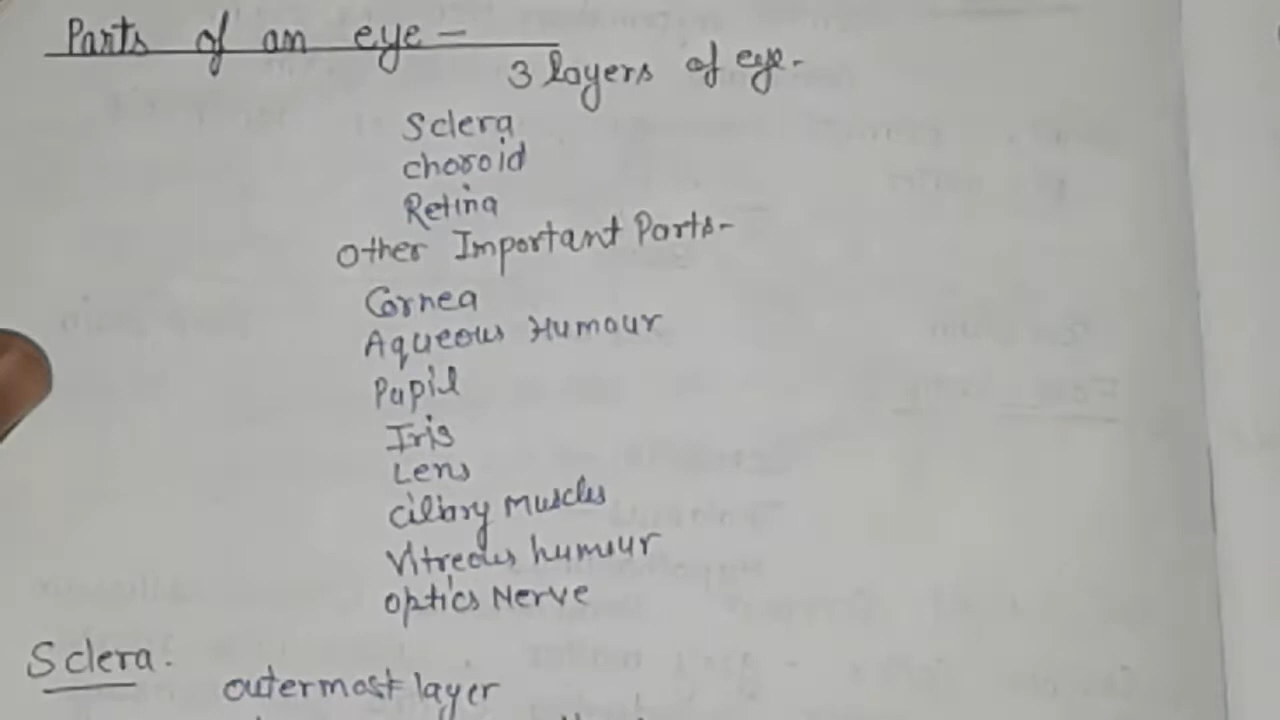 Parts of an eye -
3 layers of eye.
Sclera
choroid
Retina
Other Important Parts-
Cornea
Aqueous Humour
Pupil
Iris
Lens
Ciliary Muscles
Vitreous humour
optics Nerve
Sclera.
outermost layer